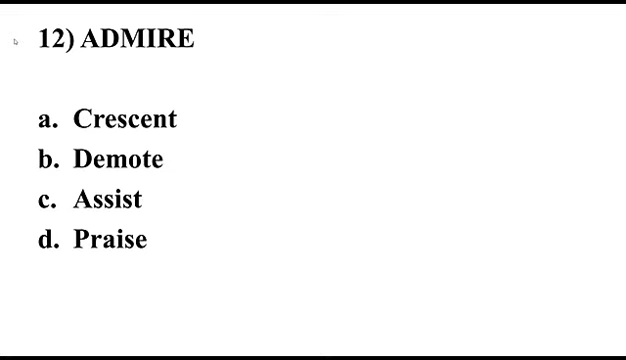 12) ADMIRE
a. Crescent
b. Demote
c. Assist
d. Praise